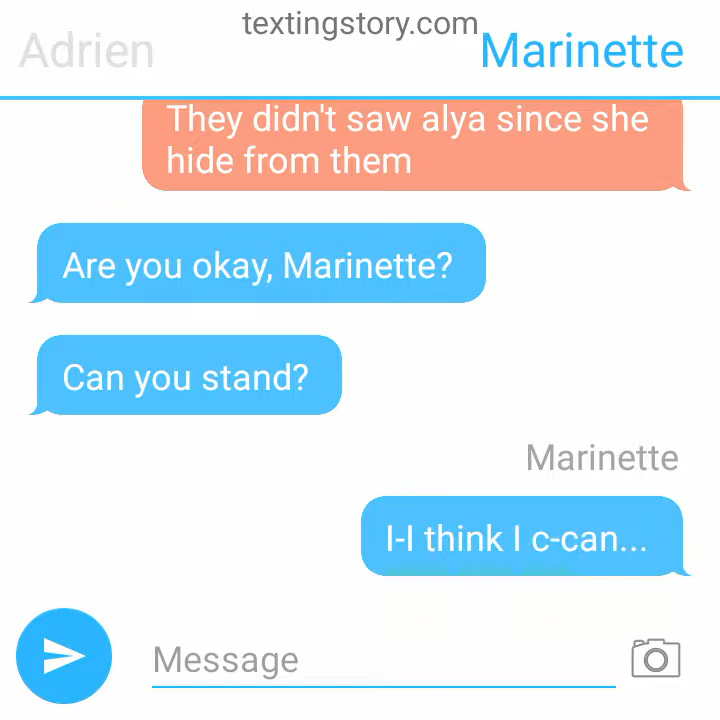 textingstory.com
Adrien
Marinette
They didn't saw alya since she
hide from them
Are you okay, Marinette?
Can you stand?
Marinette
I-I think I c-can...
Message